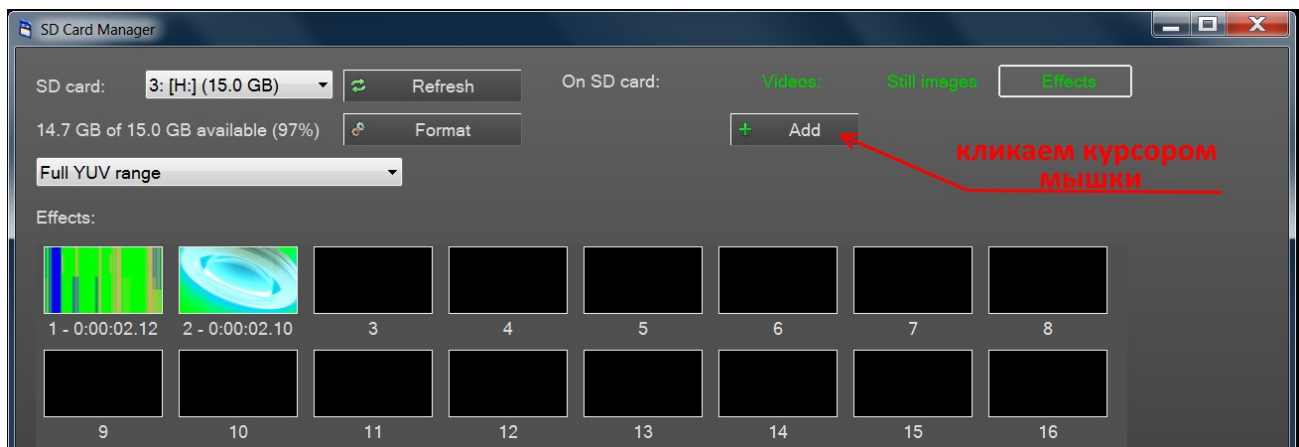 SD Card Manager
SD card: 3: [H:] (15.0 GB) Refresh On SD card: Videos: Still images Effects
14.7 GB of 15.0 GB available (97%) Format + Add
кликаем курсором
мышки
Full YUV range
Effects:
1 - 0:00:02.12 2 - 0:00:02.10 3 4 5 6 7 8
9 10 11 12 13 14 15 16